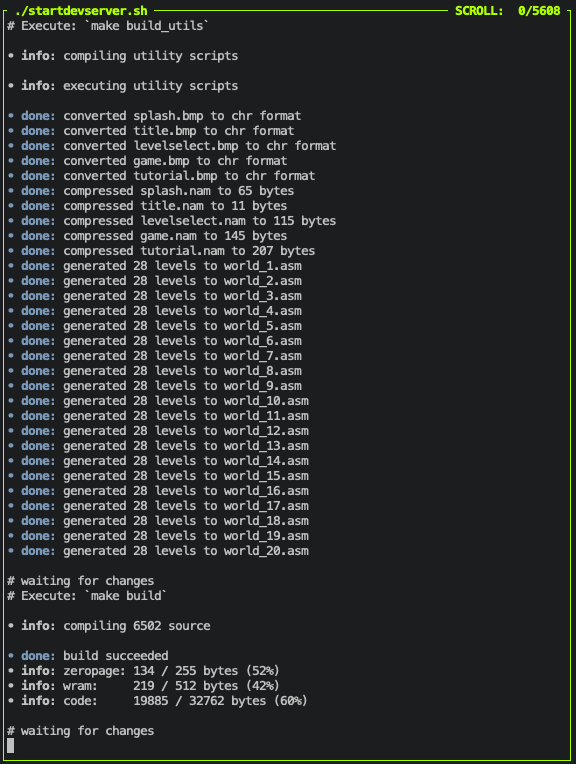 ./startdevserver.sh SCROLL: 0/5608
# Execute: `make build_utils`
• info: compiling utility scripts
• info: executing utility scripts
• done: converted splash.bmp to chr format
• done: converted title.bmp to chr format
• done: converted levelselect.bmp to chr format
• done: converted game.bmp to chr format
• done: converted tutorial.bmp to chr format
• done: compressed splash.nam to 65 bytes
• done: compressed title.nam to 11 bytes
• done: compressed levelselect.nam to 115 bytes
• done: compressed game.nam to 145 bytes
• done: compressed tutorial.nam to 207 bytes
• done: generated 28 levels to world_1.asm
• done: generated 28 levels to world_2.asm
• done: generated 28 levels to world_3.asm
• done: generated 28 levels to world_4.asm
• done: generated 28 levels to world_5.asm
• done: generated 28 levels to world_6.asm
• done: generated 28 levels to world_7.asm
• done: generated 28 levels to world_8.asm
• done: generated 28 levels to world_9.asm
• done: generated 28 levels to world_10.asm
• done: generated 28 levels to world_11.asm
• done: generated 28 levels to world_12.asm
• done: generated 28 levels to world_13.asm
• done: generated 28 levels to world_14.asm
• done: generated 28 levels to world_15.asm
• done: generated 28 levels to world_16.asm
• done: generated 28 levels to world_17.asm
• done: generated 28 levels to world_18.asm
• done: generated 28 levels to world_19.asm
• done: generated 28 levels to world_20.asm
# waiting for changes
# Execute: `make build`
• info: compiling 6502 source
• done: build succeeded
• info: zeropage: 134 / 255 bytes (52%)
• info: wram: 219 / 512 bytes (42%)
• info: code: 19885 / 32762 bytes (60%)
# waiting for changes